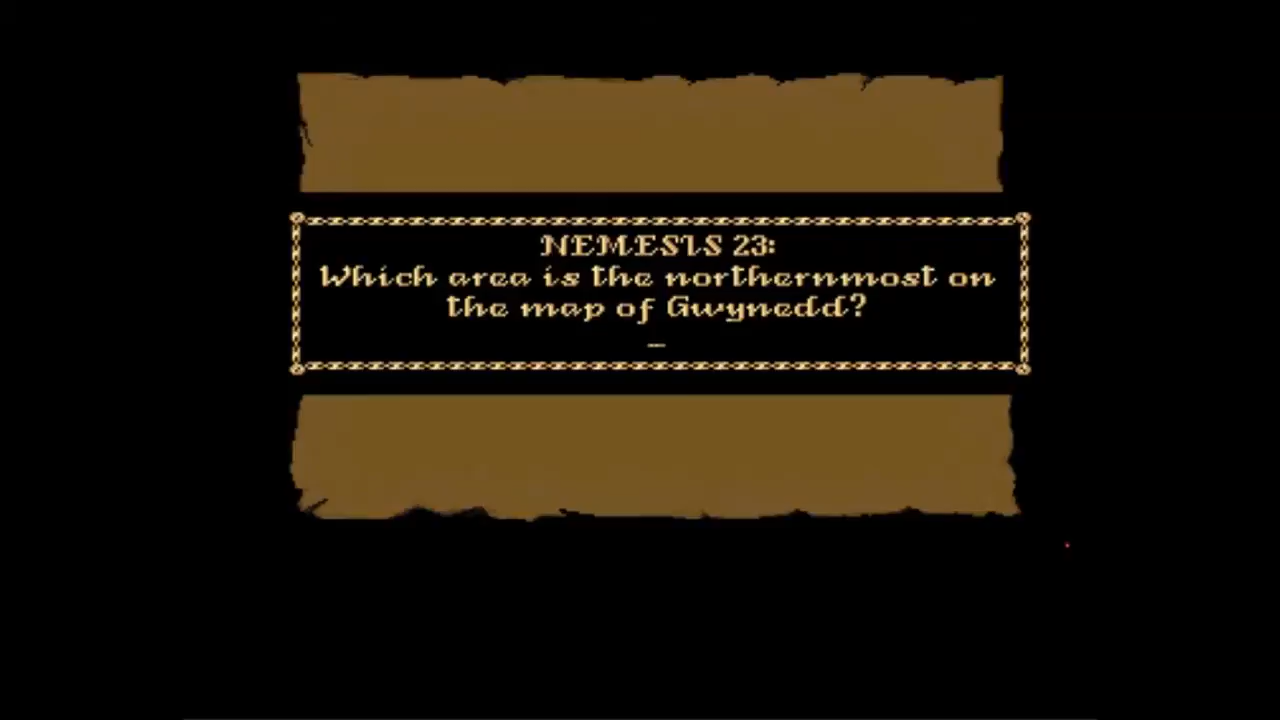 NEMESIS 23:
Which area is the northernmost on
the map of Gwynedd?
_